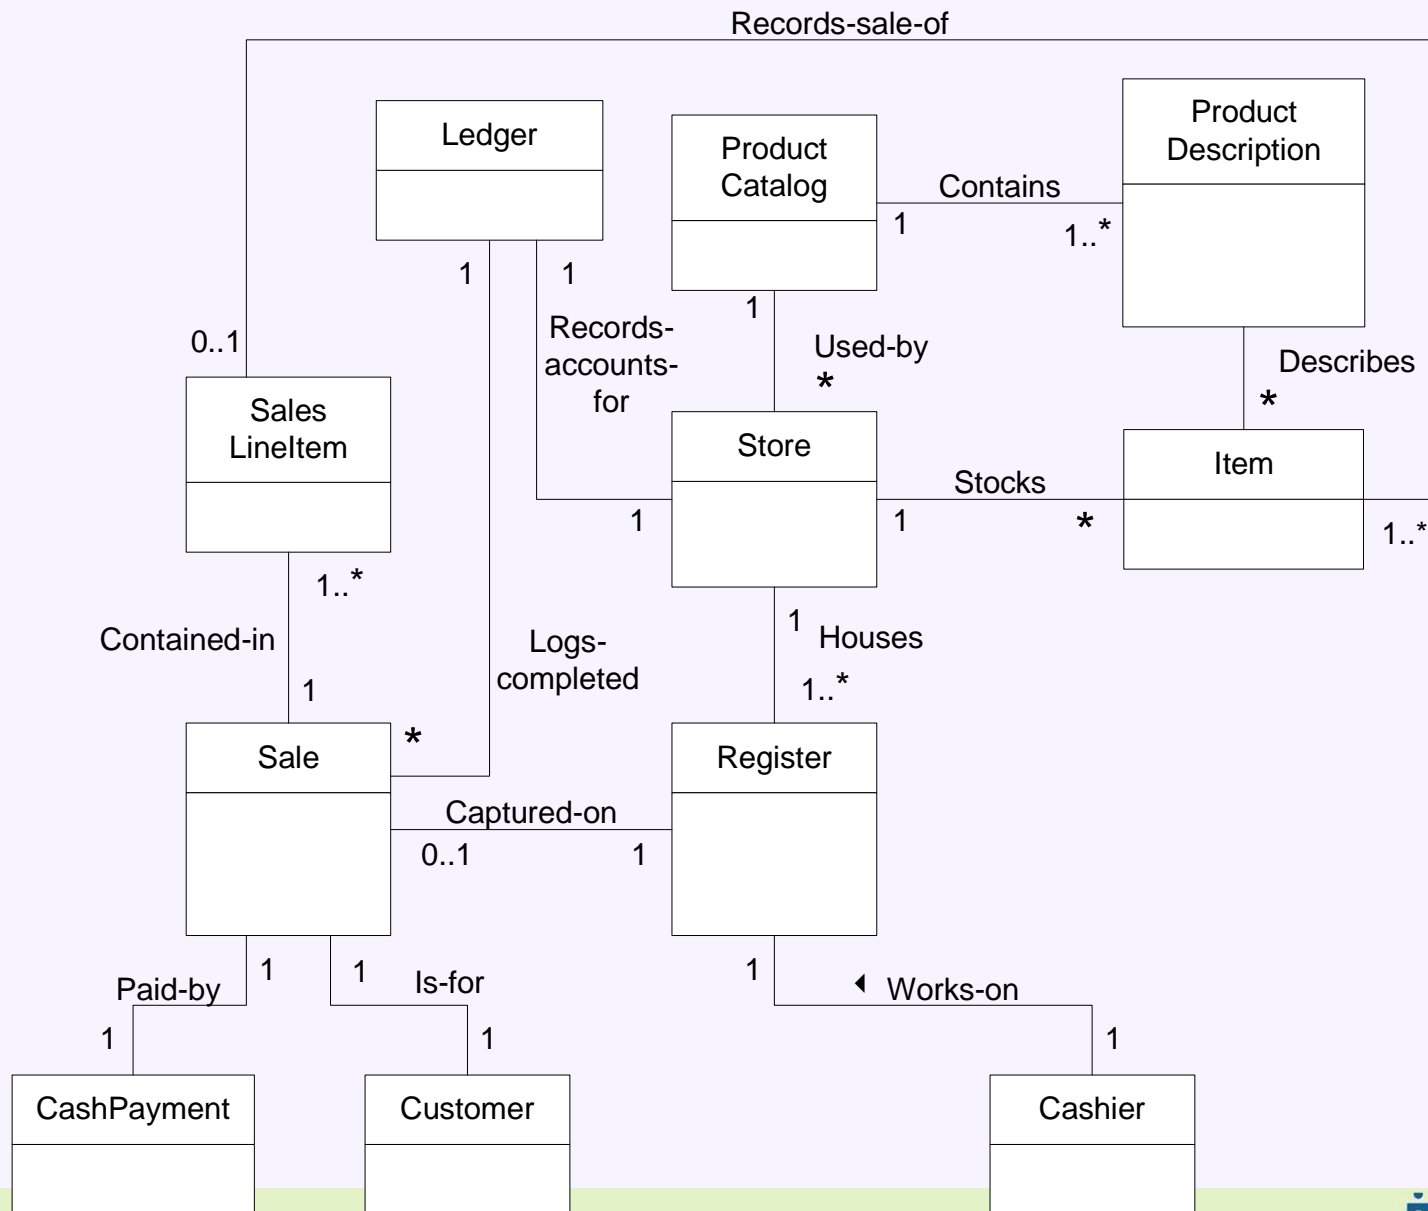 Records-sale-of
Ledger
Product
Catalog
Product
Description
Contains
1
1..*
1
1
1
Records-
accounts-
for
Used-by
*
0..1
Describes
*
Sales
LineItem
Store
Item
Stocks
1
1
*
1..*
1..*
Contained-in
1
Logs-
completed
1
Houses
1..*
*
Sale
Register
Captured-on
0..1
1
1
1
Paid-by
Is-for
1
Works-on
1
1
1
CashPayment
Customer
Cashier